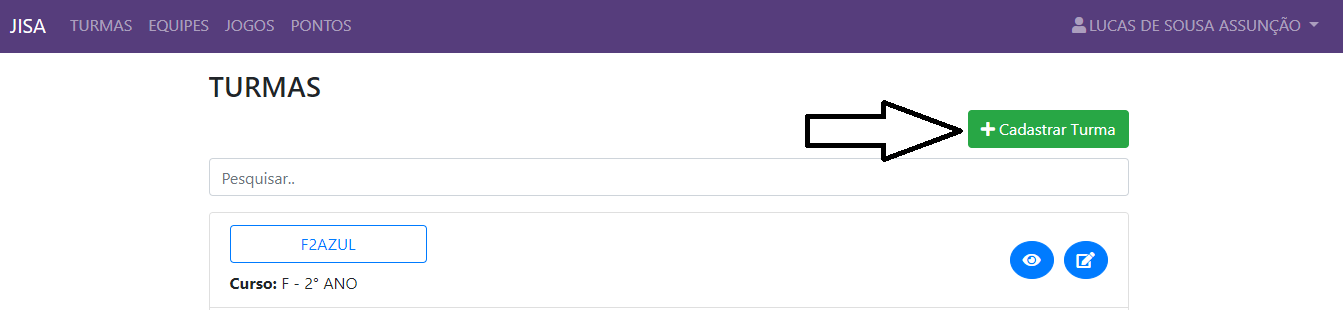 JISA TURMAS EQUIPES JOGOS PONTOS LUCAS DE SOUSA ASSUNÇÃO
TURMAS
Cadastrar Turma
Pesquisar..
F2AZUL
Curso: F - 2° ANO